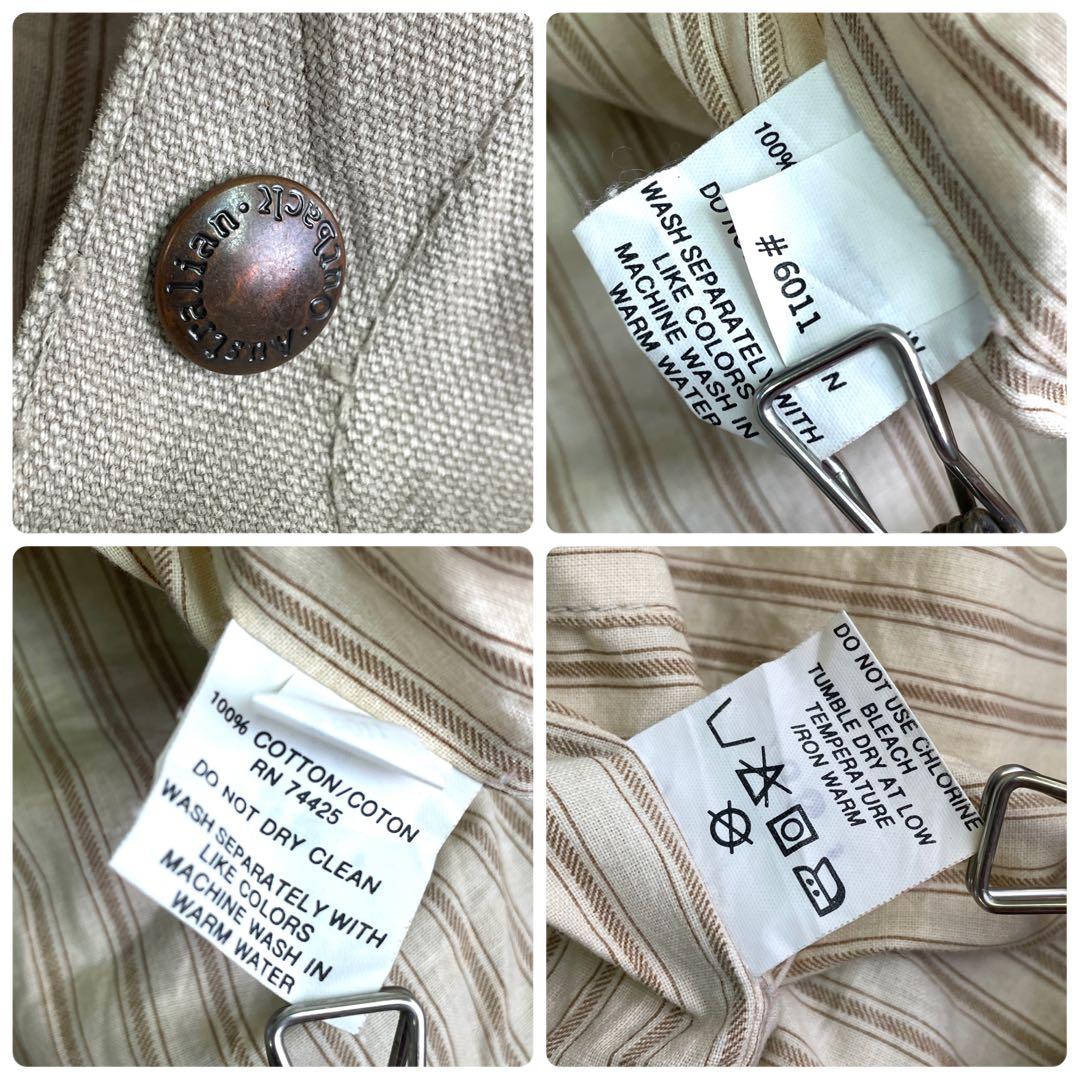 Australian. Outback.
100%
DO
WASH SEPARATELY WITH
LIKE COLORS
MACHINE WASH IN
WARM WATER
#6011
100% COTTON/COTON
RN 74425
DO NOT DRY CLEAN
WASH SEPARATELY WITH
LIKE COLORS
MACHINE WASH IN
WARM WATER
DO NOT USE CHLORINE
BLEACH
TUMBLE DRY AT LOW
TEMPERATURE
IRON WARM